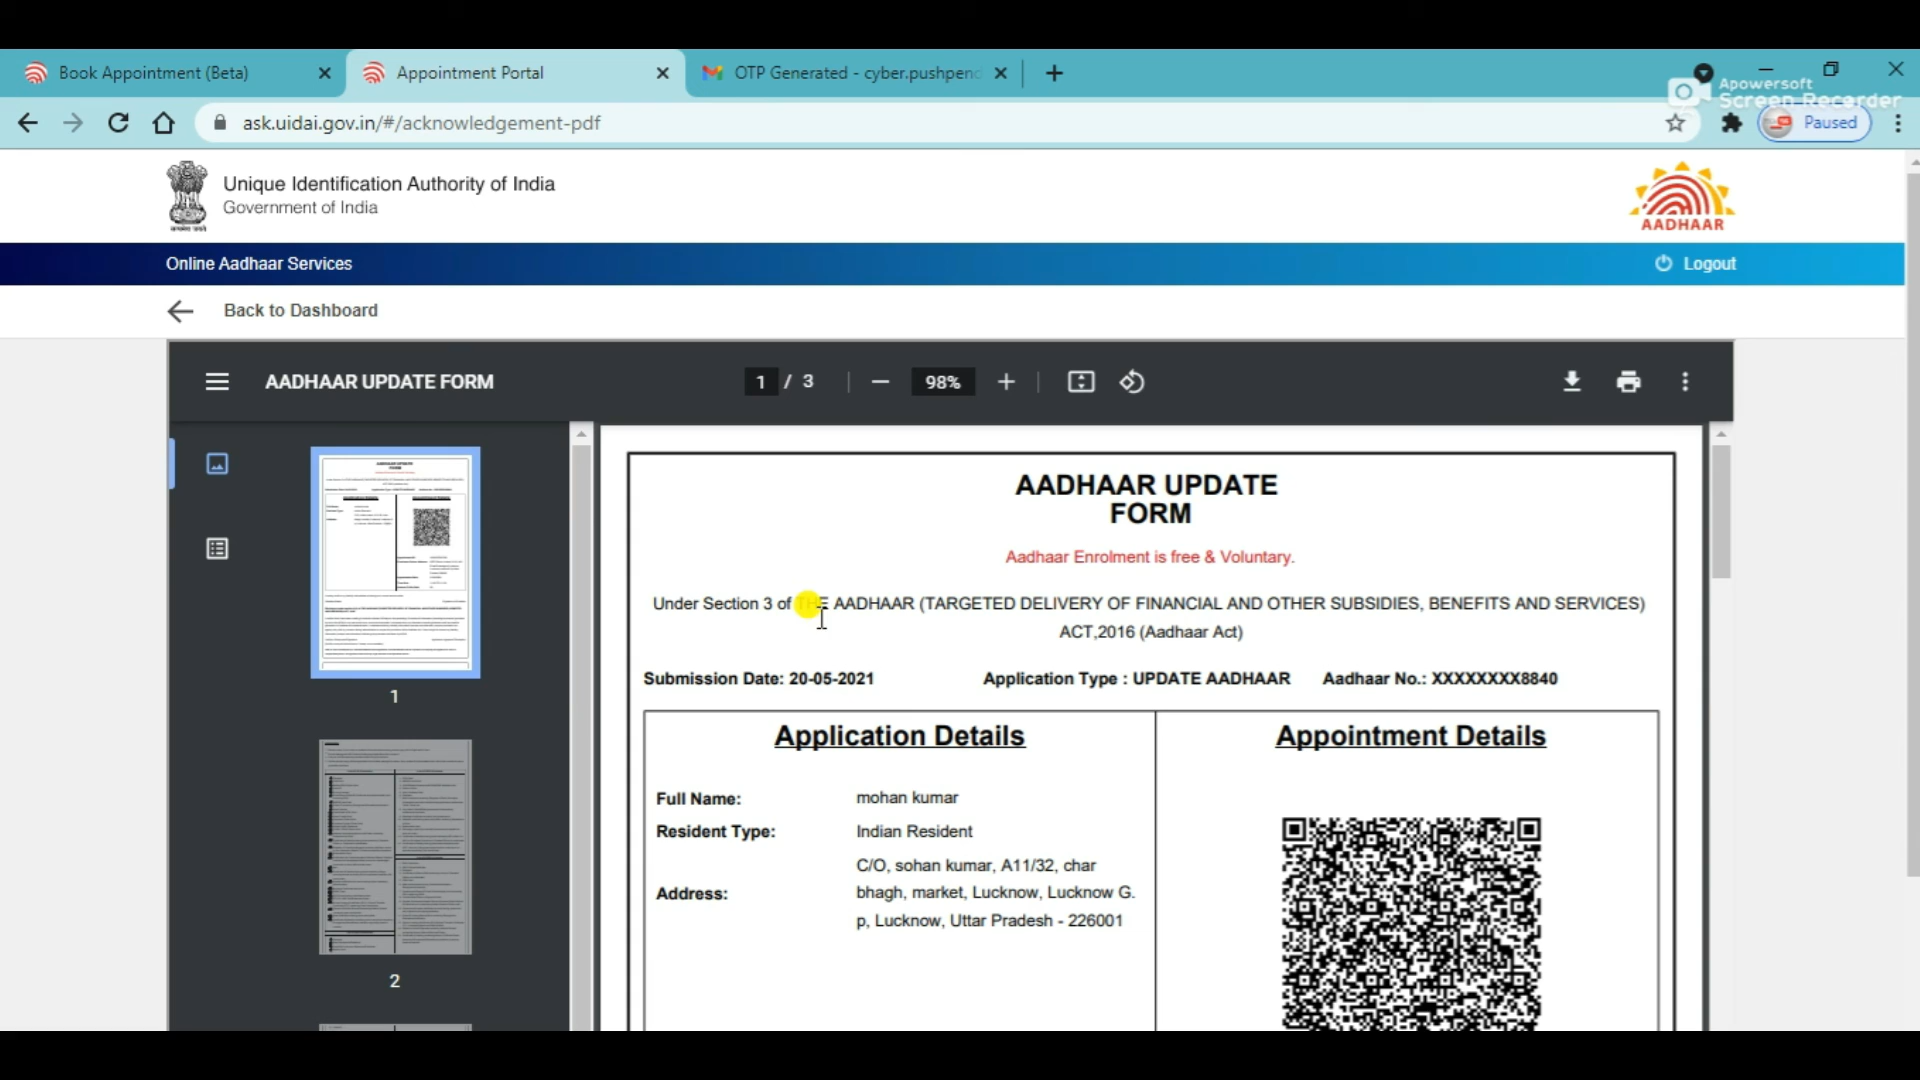 Book Appointment (Beta)
Appointment Portal
OTP Generated - cyber.pushpend
Apowersoft
Screen Recorder
ask.uidai.gov.in/#/acknowledgement-pdf
Paused
Unique Identification Authority of India
Government of India
AADHAAR
Online Aadhaar Services
Logout
Back to Dashboard
AADHAAR UPDATE FORM
1 / 3
98%
AADHAAR UPDATE
FORM
Aadhaar Enrolment is free & Voluntary.
Under Section 3 of THE AADHAAR (TARGETED DELIVERY OF FINANCIAL AND OTHER SUBSIDIES, BENEFITS AND SERVICES)
ACT,2016 (Aadhaar Act)
Submission Date: 20-05-2021 Application Type : UPDATE AADHAAR Aadhaar No.: XXXXXXXX8840
Application Details
Appointment Details
Full Name: mohan kumar
Resident Type: Indian Resident
Address: C/O, sohan kumar, A11/32, char
bhagh, market, Lucknow, Lucknow G.
p, Lucknow, Uttar Pradesh - 226001
1
2